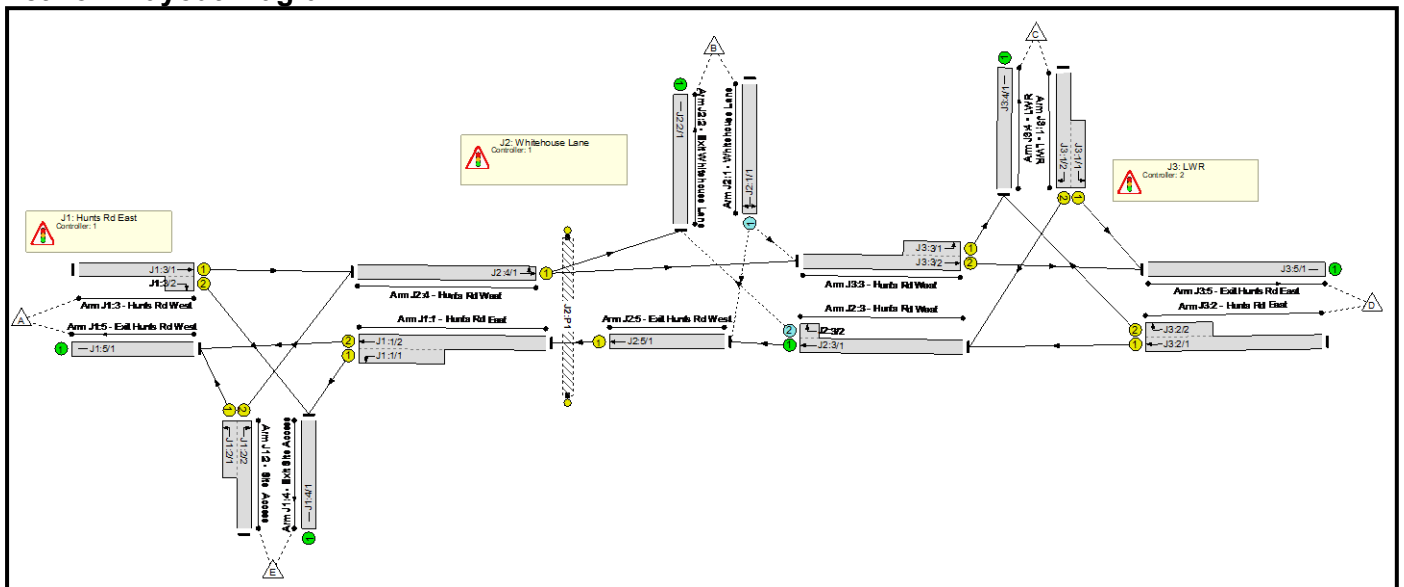 B
C
J2: Whitehouse Lane
Controller: 1
J2:2/1
Arm J2:2 - Exit Whitehouse Lane
Arm J2:1 - Whitehouse Lane
J2:1/1
J3:4/1
Arm J3:4 - LWR
Arm J3:1 - LWR
J3:1/2
J3:1/1
J3: LWR
Controller: 2
J1: Hunts Rd East
Controller: 1
J1:3/1
J1:3/2
Arm J1:3 - Hunts Rd West
J2:4/1
Arm J2:4 - Hunts Rd West
J2:P1
J3:3/1
J3:3/2
Arm J3:3 - Hunts Rd West
J3:5/1
Arm J3:5 - Exit Hunts Rd East
Arm J3:2 - Hunts Rd East
A
D
Arm J1:5 - Exit Hunts Rd West
J1:5/1
Arm J1:1 - Hunts Rd East
J1:1/2
J1:1/1
Arm J2:5 - Exit Hunts Rd West
J2:5/1
Arm J2:3 - Hunts Rd West
J2:3/2
J2:3/1
J3:2/2
J3:2/1
J1:2/1
J1:2/2
Arm J1:2 - Site Access
Arm J1:4 - Exit Site Access
J1:4/1
E